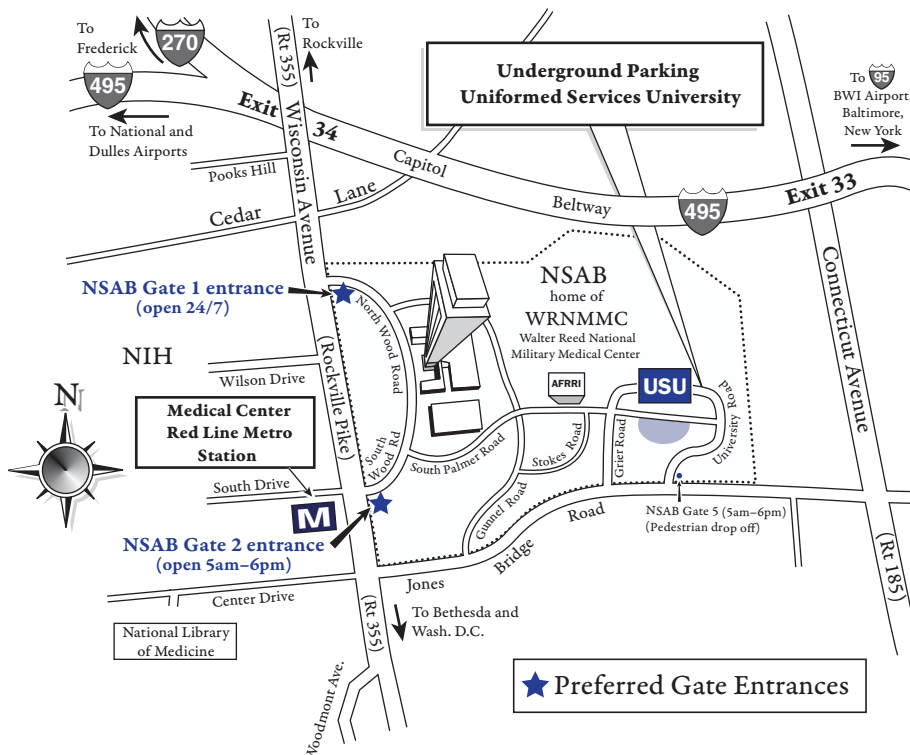 To
Frederick
270
(Rt 355)
To
Rockville
495
To National and
Dulles Airports
Exit 34
Underground Parking
Uniformed Services University
To 95
BWI Airport,
Baltimore,
New York
Wisconsin Avenue
Pooks Hill
Capitol
Beltway
495
Exit 33
Cedar Lane
NSAB Gate 1 entrance
(open 24/7)
North Wood Road
NSAB
home of
WRNMMC
Walter Reed National
Military Medical Center
Connecticut Avenue
NIH
Wilson Drive
(Rockville Pike)
AFRRI
USU
University Road
N
Medical Center
Red Line Metro
Station
South Wood Rd
South Palmer Road
Stokes Road
Grier Road
South Drive
M
Gunnel Road
NSAB Gate 5 (5am–6pm)
(Pedestrian drop off)
NSAB Gate 2 entrance
(open 5am–6pm)
Jones Bridge Road
(Rt 185)
Center Drive
(Rt 355)
To Bethesda and
Wash. D.C.
National Library
of Medicine
Woodmont Ave.
Preferred Gate Entrances